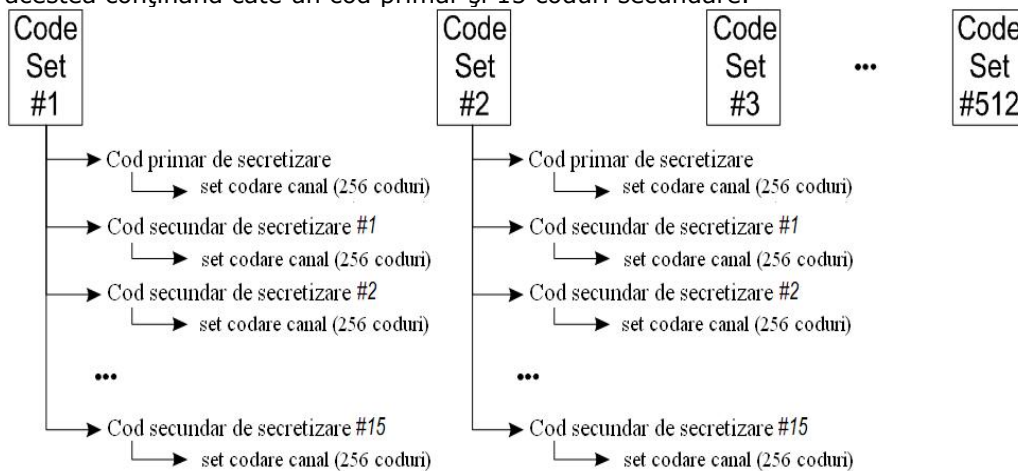 acestea conţinând câte un cod primar şi 15 coduri secundare.
Code Set #1
Code Set #2
Code Set #3
•••
Code Set #512
Cod primar de secretizare
set codare canal (256 coduri)
Cod secundar de secretizare #1
set codare canal (256 coduri)
Cod secundar de secretizare #2
set codare canal (256 coduri)
•••
Cod secundar de secretizare #15
set codare canal (256 coduri)
Cod primar de secretizare
set codare canal (256 coduri)
Cod secundar de secretizare #1
set codare canal (256 coduri)
Cod secundar de secretizare #2
set codare canal (256 coduri)
•••
Cod secundar de secretizare #15
set codare canal (256 coduri)